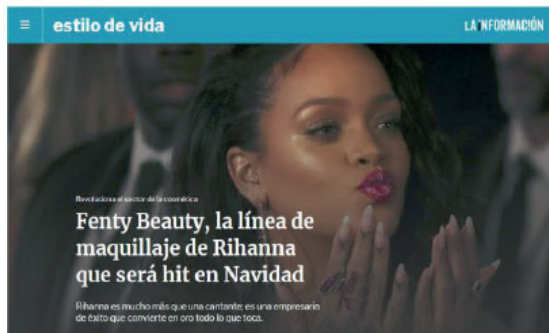 estilo de vida
LA INFORMACIÓN
Revoluciona el sector de la cosmética
Fenty Beauty, la línea de
maquillaje de Rihanna
que será hit en Navidad
Rihanna es mucho más que una cantante; es una empresaria
de éxito que convierte en oro todo lo que toca.